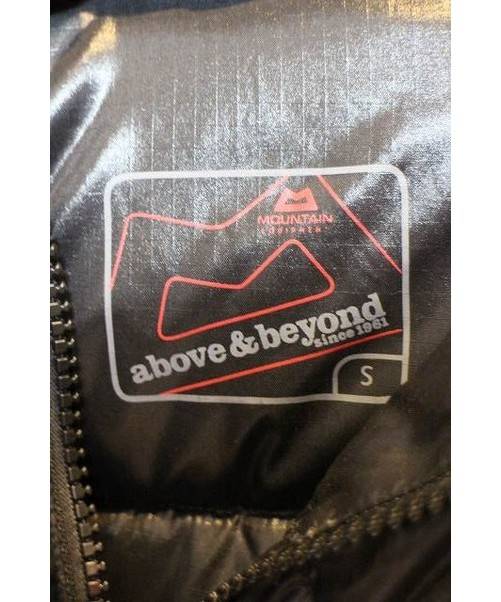 MOUNTAIN
EQUIPMENT
above & beyond
since 1961
S